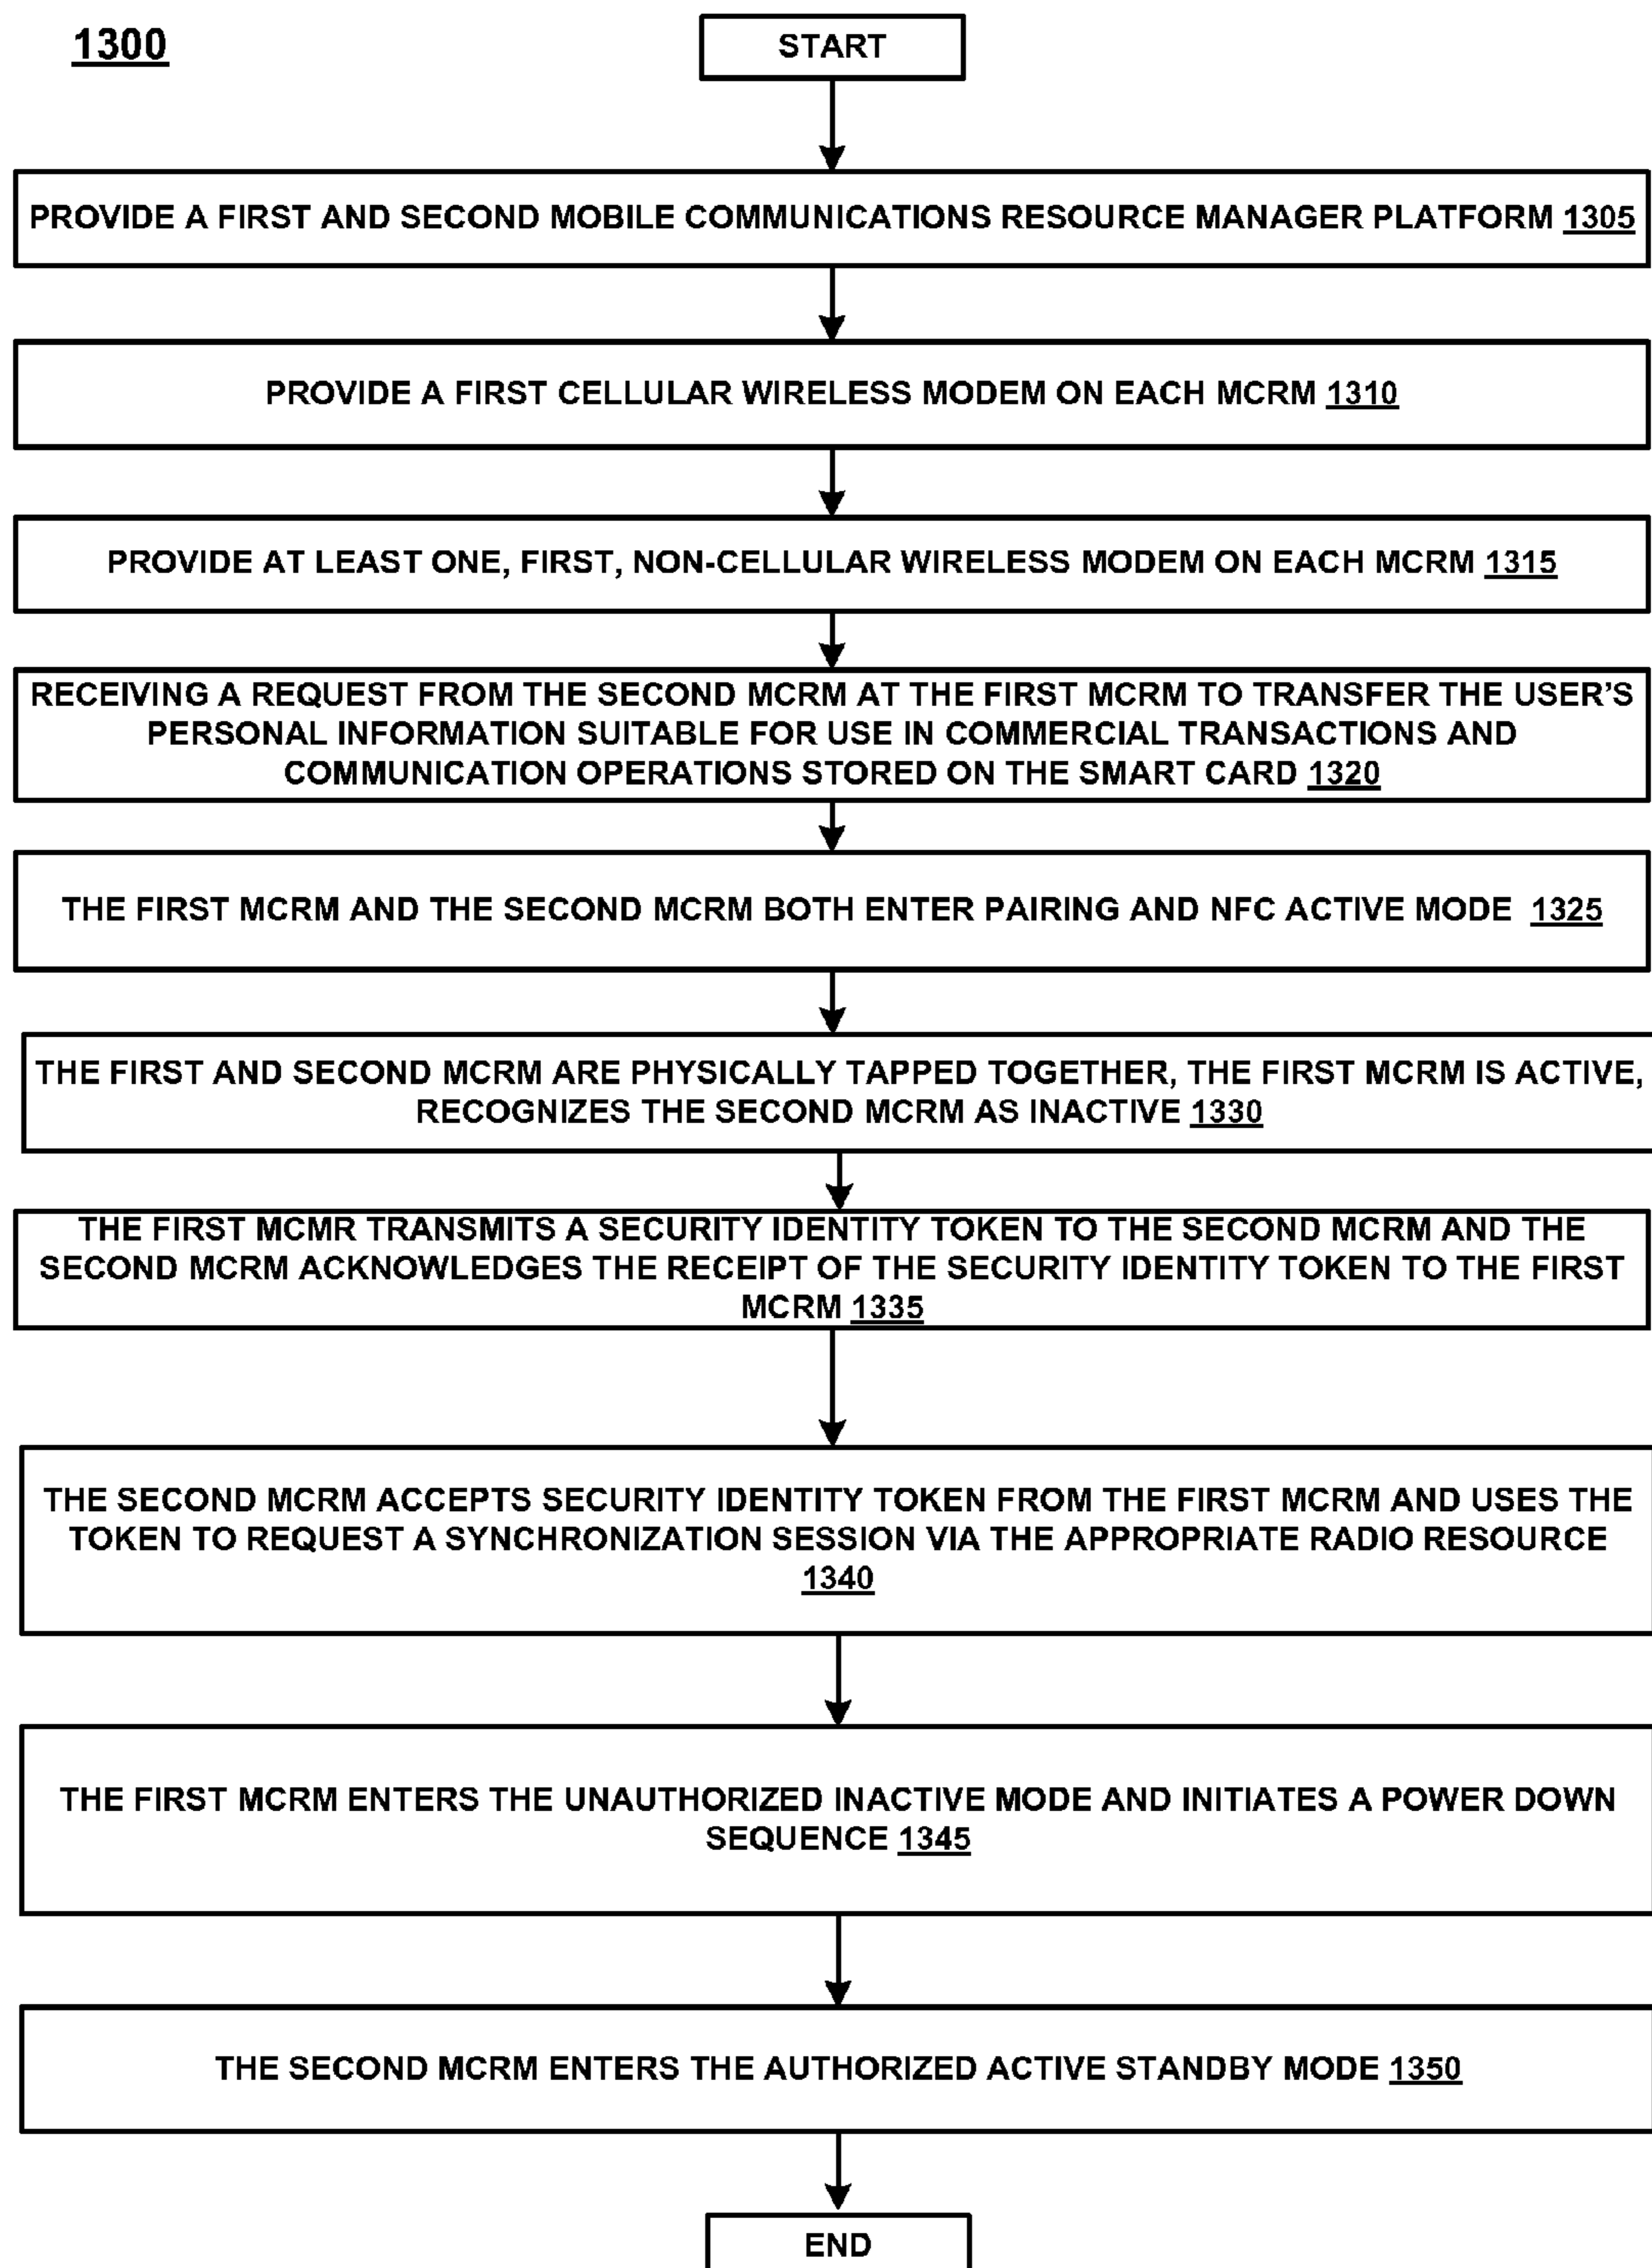 1300
START
PROVIDE A FIRST AND SECOND MOBILE COMMUNICATIONS RESOURCE MANAGER PLATFORM 1305
PROVIDE A FIRST CELLULAR WIRELESS MODEM ON EACH MCRM 1310
PROVIDE AT LEAST ONE, FIRST, NON-CELLULAR WIRELESS MODEM ON EACH MCRM 1315
RECEIVING A REQUEST FROM THE SECOND MCRM AT THE FIRST MCRM TO TRANSFER THE USER'S
PERSONAL INFORMATION SUITABLE FOR USE IN COMMERCIAL TRANSACTIONS AND
COMMUNICATION OPERATIONS STORED ON THE SMART CARD 1320
THE FIRST MCRM AND THE SECOND MCRM BOTH ENTER PAIRING AND NFC ACTIVE MODE 1325
THE FIRST AND SECOND MCRM ARE PHYSICALLY TAPPED TOGETHER, THE FIRST MCRM IS ACTIVE,
RECOGNIZES THE SECOND MCRM AS INACTIVE 1330
THE FIRST MCMR TRANSMITS A SECURITY IDENTITY TOKEN TO THE SECOND MCRM AND THE
SECOND MCRM ACKNOWLEDGES THE RECEIPT OF THE SECURITY IDENTITY TOKEN TO THE FIRST
MCRM 1335
THE SECOND MCRM ACCEPTS SECURITY IDENTITY TOKEN FROM THE FIRST MCRM AND USES THE
TOKEN TO REQUEST A SYNCHRONIZATION SESSION VIA THE APPROPRIATE RADIO RESOURCE
1340
THE FIRST MCRM ENTERS THE UNAUTHORIZED INACTIVE MODE AND INITIATES A POWER DOWN
SEQUENCE 1345
THE SECOND MCRM ENTERS THE AUTHORIZED ACTIVE STANDBY MODE 1350
END